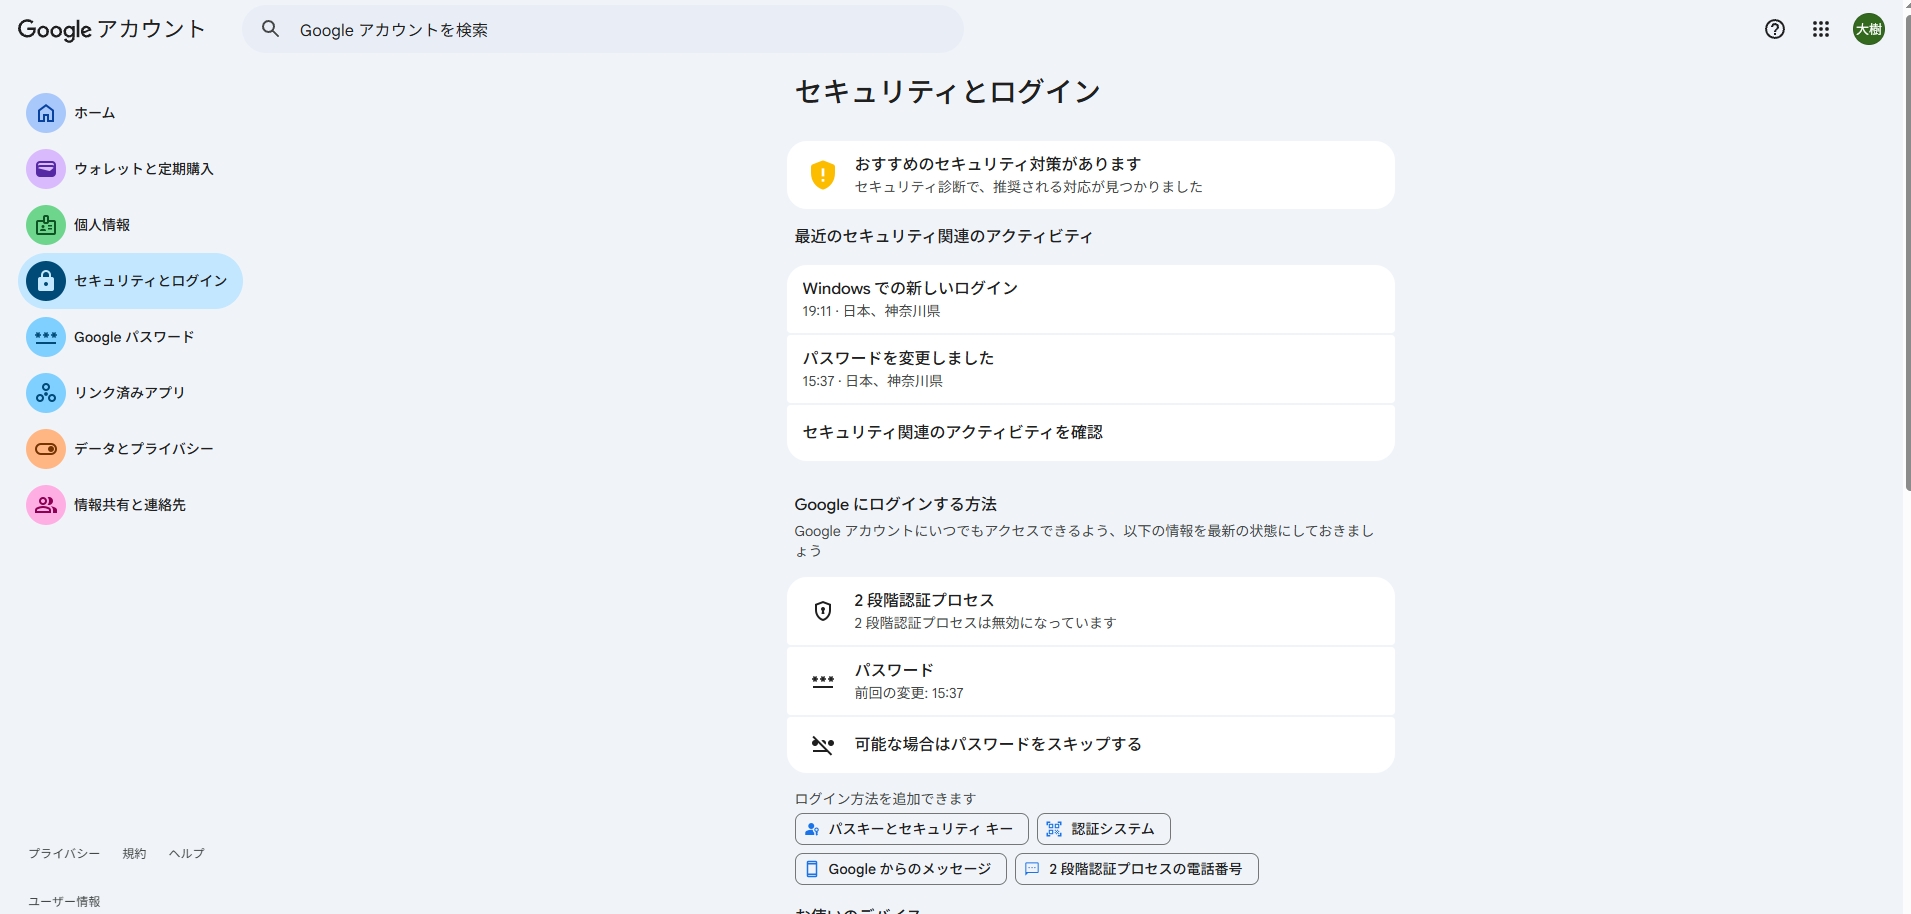 Google アカウント
Google アカウントを検索
大樹
ホーム
ウォレットと定期購入
個人情報
セキュリティとログイン
Google パスワード
リンク済みアプリ
データとプライバシー
情報共有と連絡先
プライバシー 規約 ヘルプ
ユーザー情報
セキュリティとログイン
おすすめのセキュリティ対策があります
セキュリティ診断で、推奨される対応が見つかりました
最近のセキュリティ関連のアクティビティ
Windows での新しいログイン
19:11 · 日本、神奈川県
パスワードを変更しました
15:37 · 日本、神奈川県
セキュリティ関連のアクティビティを確認
Google にログインする方法
Google アカウントにいつでもアクセスできるよう、以下の情報を最新の状態にしておきまし
ょう
2 段階認証プロセス
2 段階認証プロセスは無効になっています
パスワード
前回の変更: 15:37
可能な場合はパスワードをスキップする
ログイン方法を追加できます
パスキーとセキュリティ キー
認証システム
Google からのメッセージ
2 段階認証プロセスの電話番号
お使いのデバイス